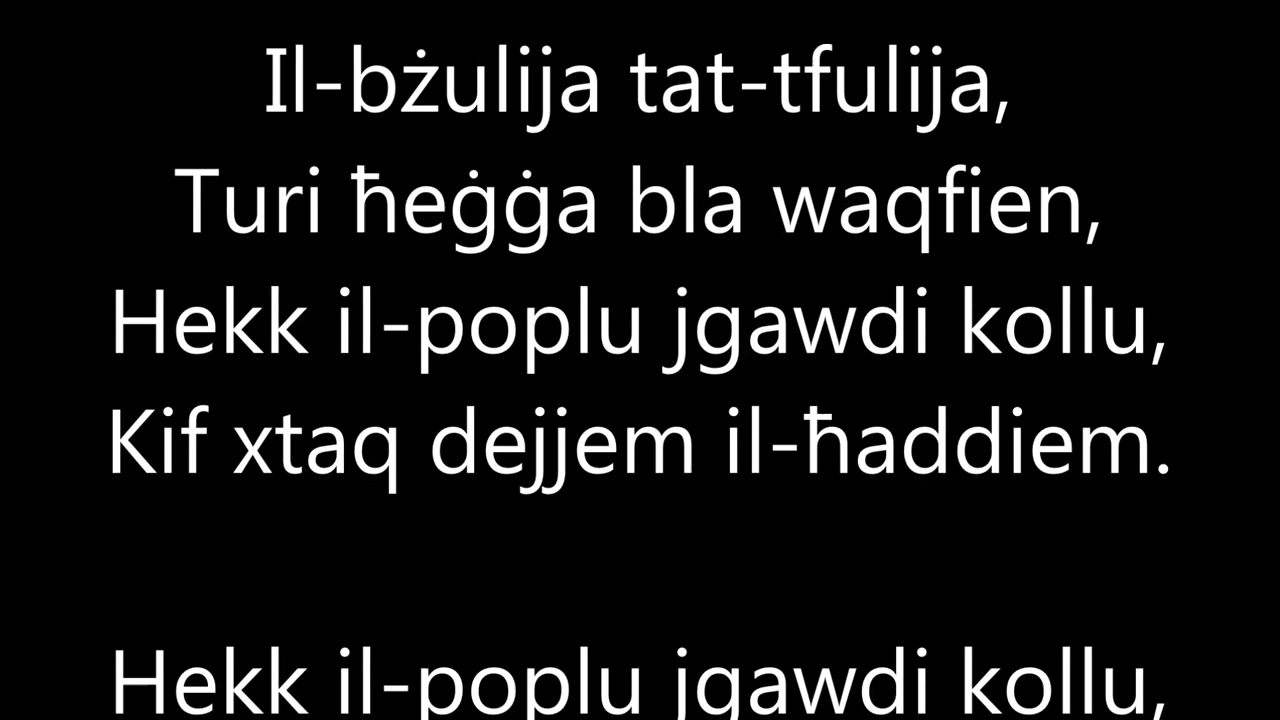 Il-bżulija tat-tfulija,
Turi ħeġġa bla waqfien,
Hekk il-poplu jgawdi kollu,
Kif xtaq dejjem il-ħaddiem.
Hekk il-poplu jgawdi kollu,